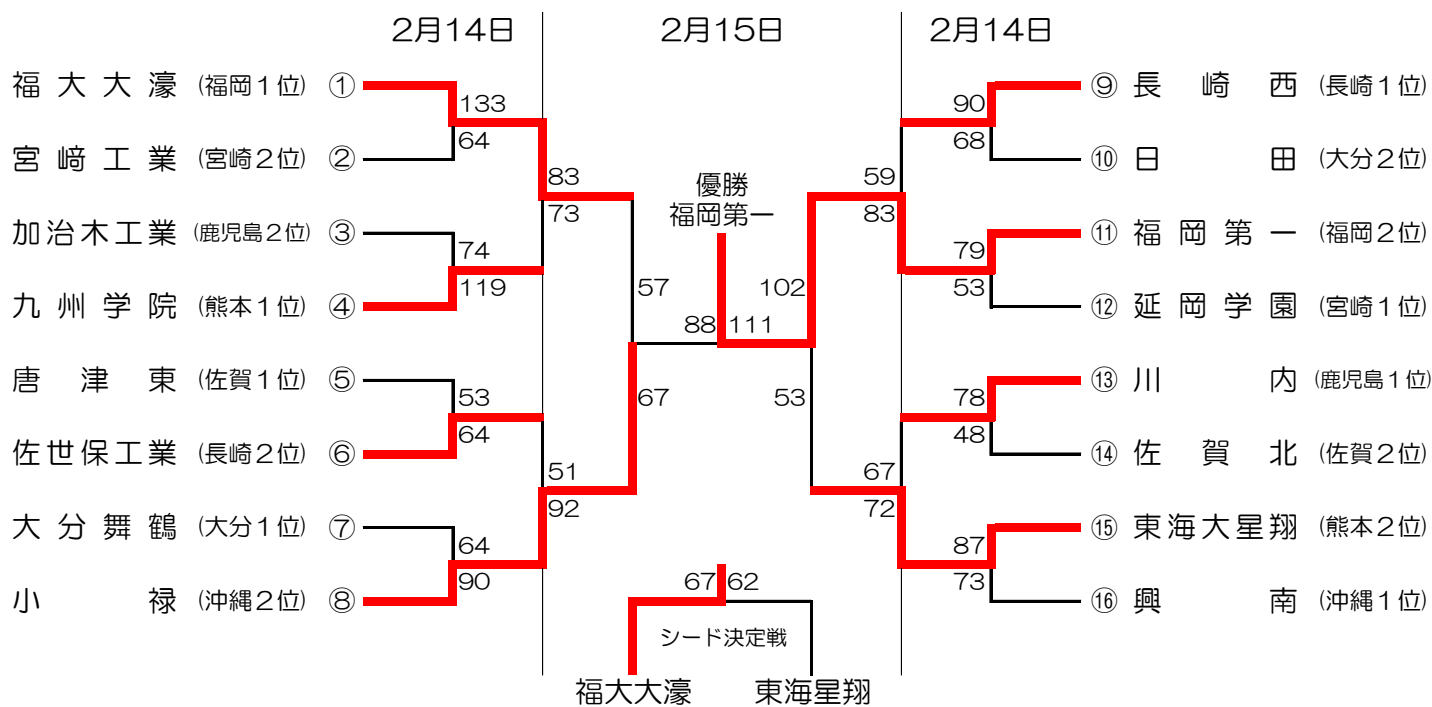 2月14日 2月15日 2月14日
福大大濠 (福岡1位) ①
宮﨑工業 (宮崎2位) ②
加治木工業 (鹿児島2位) ③
九州学院 (熊本1位) ④
唐津東 (佐賀1位) ⑤
佐世保工業 (長崎2位) ⑥
大分舞鶴 (大分1位) ⑦
小禄 (沖縄2位) ⑧
133
64
74
119
53
64
64
90
83
73
51
92
57
67
優勝
福岡第一
88 111
102
53
59
83
67
72
90
68
79
53
78
48
87
73
⑨ 長崎西 (長崎1位)
⑩ 日田 (大分2位)
⑪ 福岡第一 (福岡2位)
⑫ 延岡学園 (宮崎1位)
⑬ 川内 (鹿児島1位)
⑭ 佐賀北 (佐賀2位)
⑮ 東海大星翔 (熊本2位)
⑯ 興南 (沖縄1位)
67 62
シード決定戦
福大大濠 東海星翔